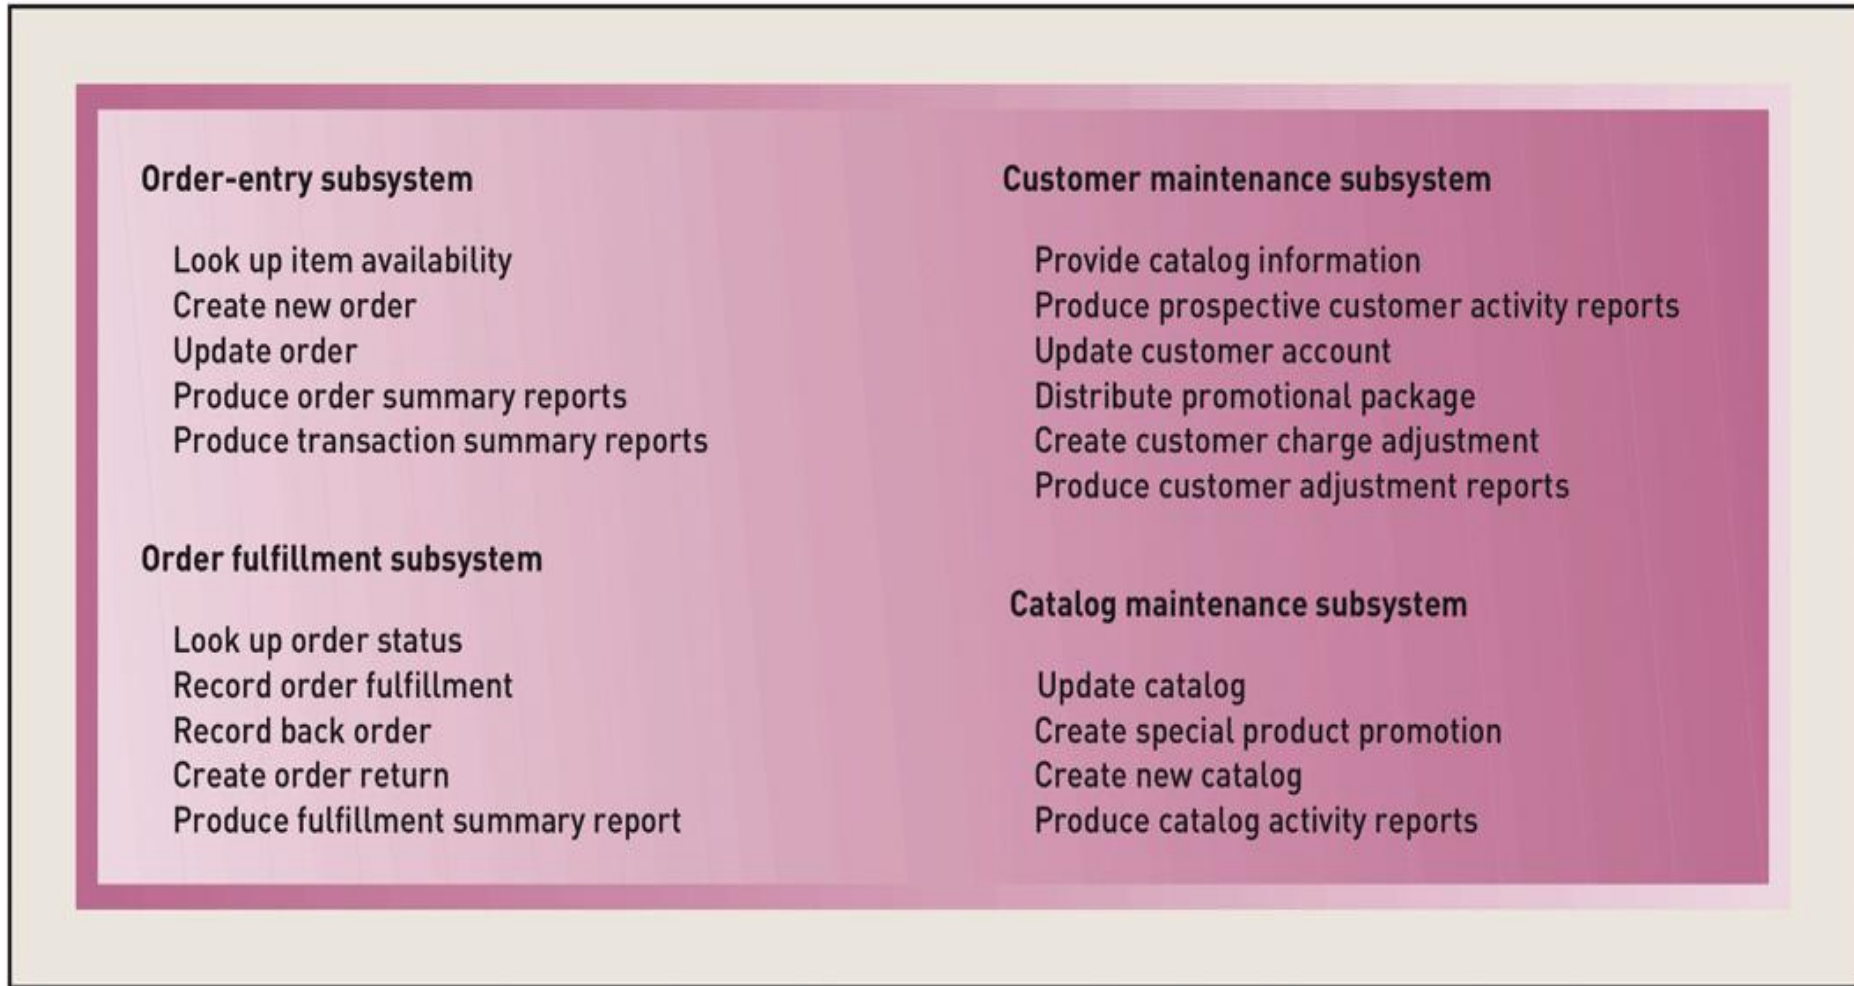 Order-entry subsystem
Look up item availability
Create new order
Update order
Produce order summary reports
Produce transaction summary reports
Order fulfillment subsystem
Look up order status
Record order fulfillment
Record back order
Create order return
Produce fulfillment summary report
Customer maintenance subsystem
Provide catalog information
Produce prospective customer activity reports
Update customer account
Distribute promotional package
Create customer charge adjustment
Produce customer adjustment reports
Catalog maintenance subsystem
Update catalog
Create special product promotion
Create new catalog
Produce catalog activity reports